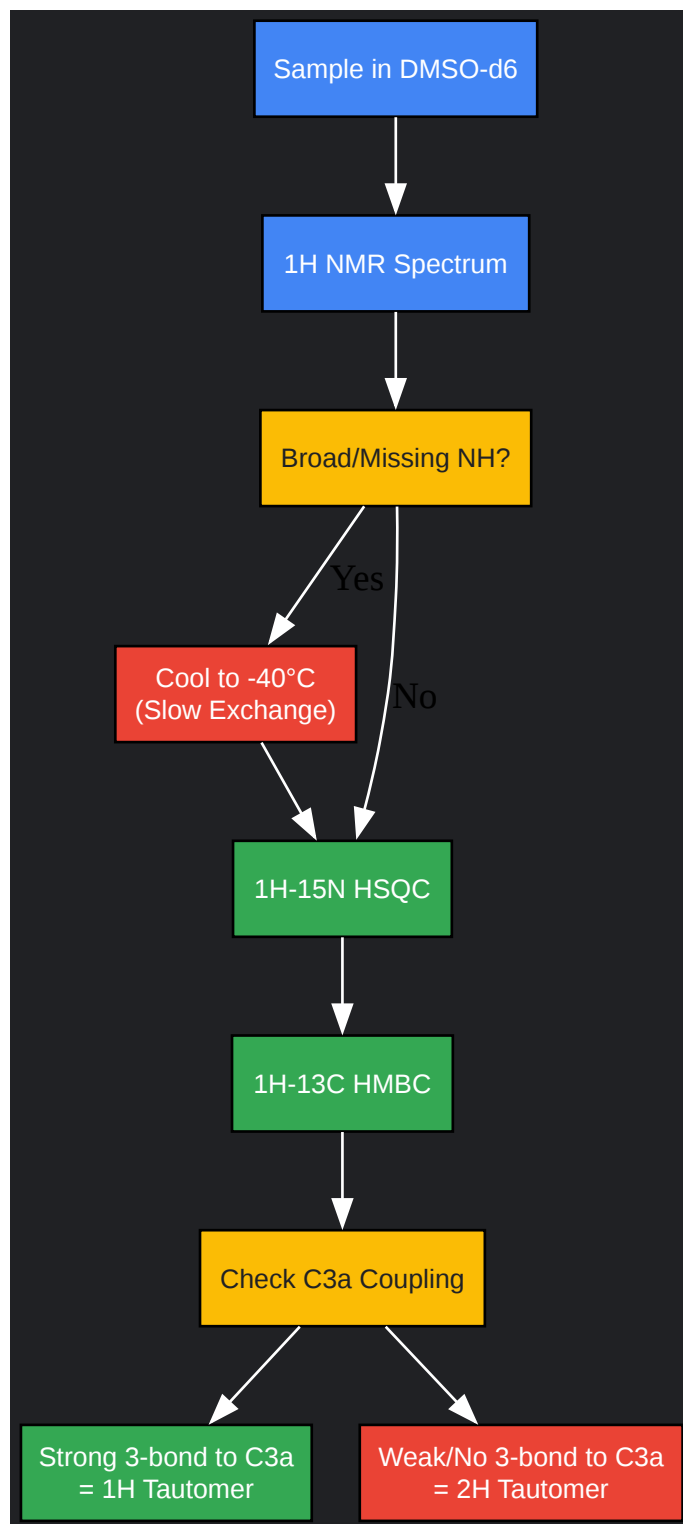 Sample in DMSO-d6
1H NMR Spectrum
Broad/Missing NH?
Yes
Cool to -40°C
(Slow Exchange)
No
1H-15N HSQC
1H-13C HMBC
Check C3a Coupling
Strong 3-bond to C3a
= 1H Tautomer
Weak/No 3-bond to C3a
= 2H Tautomer